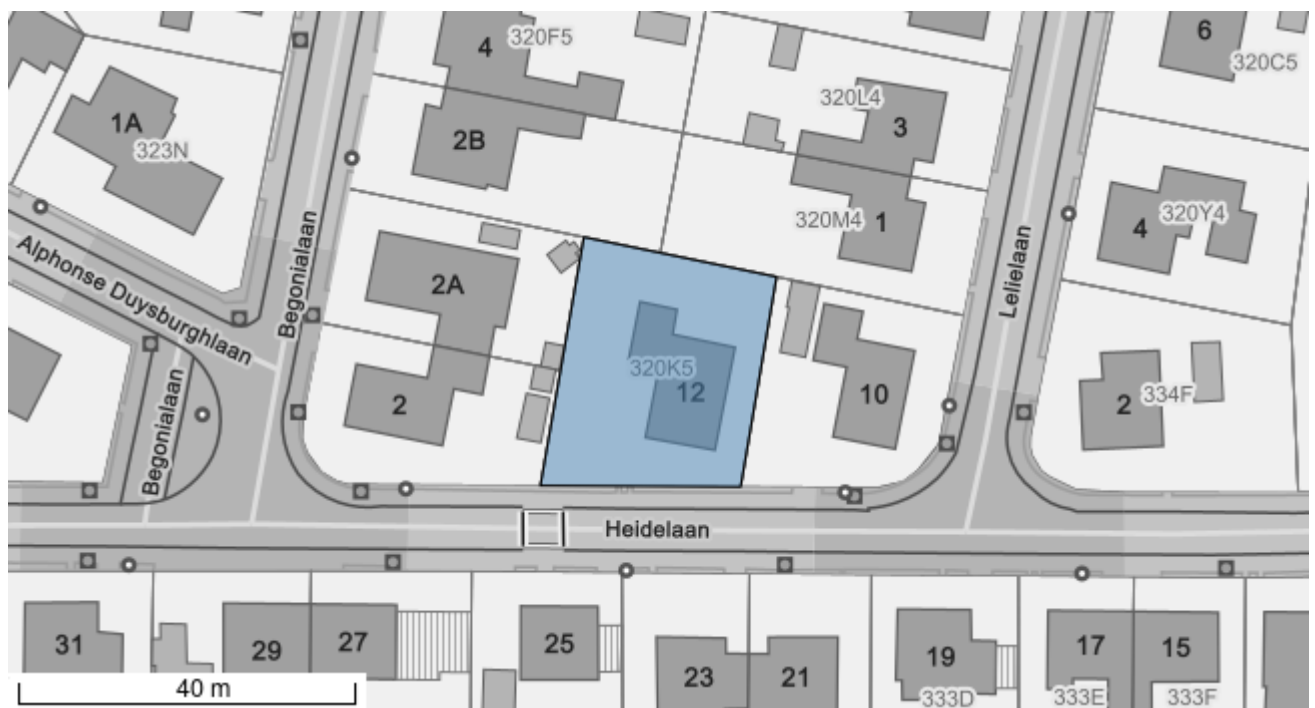 4
320F5
6
320C5
1A
323N
2B
320L4
3
320M4
1
4
320Y4
Alphonse Duysburghlaan
Begonialaan
Lelielaan
2A
320K5
12
10
2
2
334F
Begonialaan
Heidelaan
31
29
27
25
23
21
19
333D
17
333E
15
333F
40 m